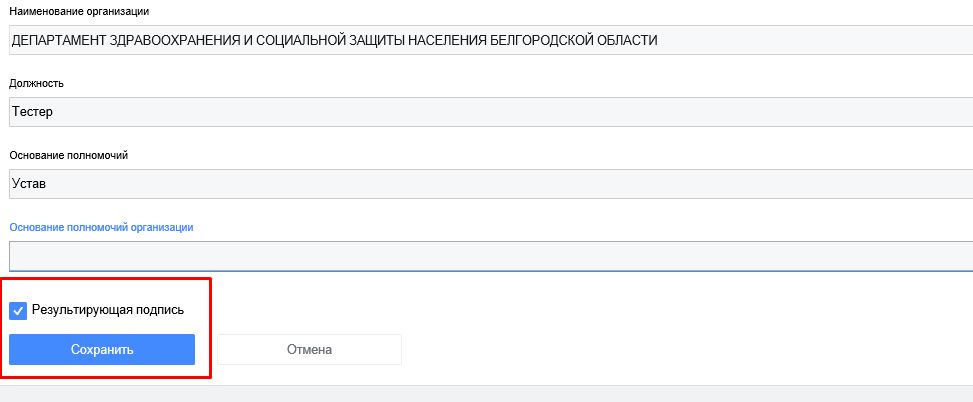 Наименование организации
ДЕПАРТАМЕНТ ЗДРАВООХРАНЕНИЯ И СОЦИАЛЬНОЙ ЗАЩИТЫ НАСЕЛЕНИЯ БЕЛГОРОДСКОЙ ОБЛАСТИ
Должность
Тестер
Основание полномочий
Устав
Основание полномочий организации
Результирующая подпись
Сохранить Отмена